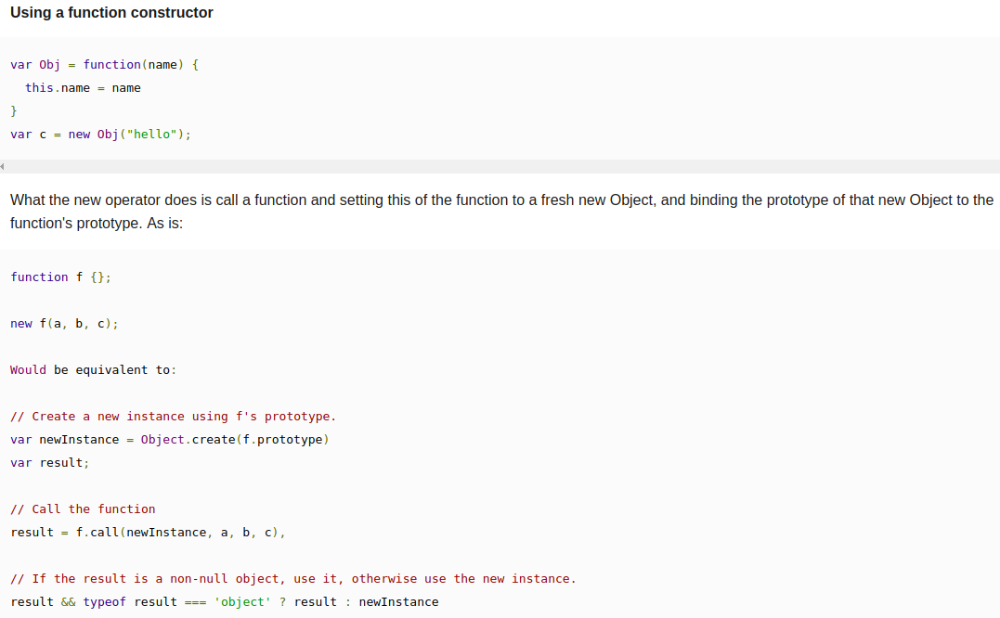 Using a function constructor
var Obj = function(name) {
this.name = name
}
var c = new Obj("hello");
What the new operator does is call a function and setting this of the function to a fresh new Object, and binding the prototype of that new Object to the
function's prototype. As is:
function f {};
new f(a, b, c);
Would be equivalent to:
// Create a new instance using f's prototype.
var newInstance = Object.create(f.prototype)
var result;
// Call the function
result = f.call(newInstance, a, b, c),
// If the result is a non-null object, use it, otherwise use the new instance.
result && typeof result === 'object' ? result : newInstance